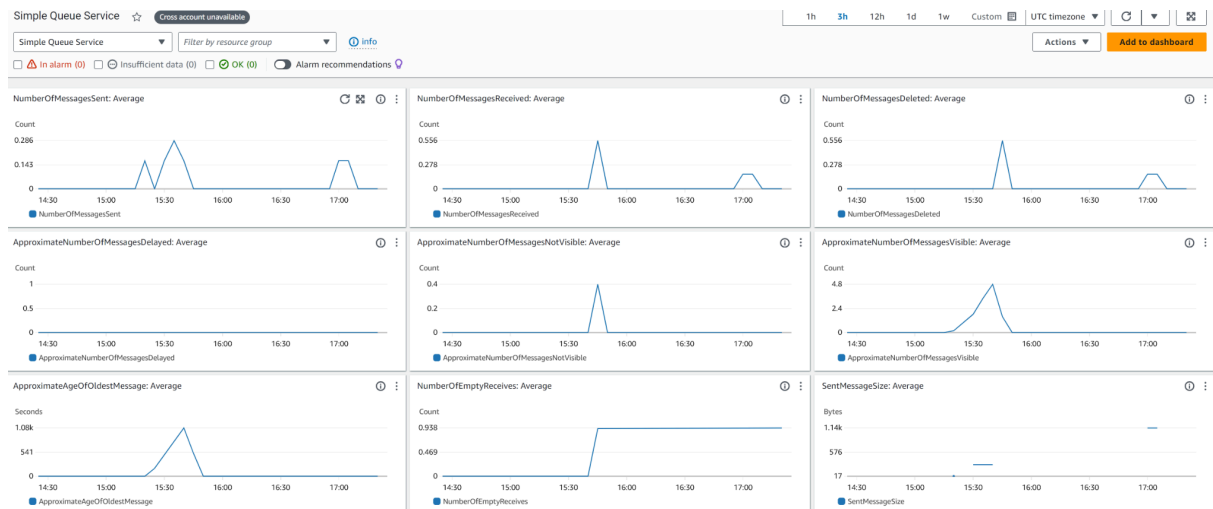 Simple Queue Service Cross account unavailable 1h 3h 12h 1d 1w Custom UTC timezone
Simple Queue Service Filter by resource group Info Actions Add to dashboard
In alarm (0) Insufficient data (0) OK (0) Alarm recommendations
NumberOfMessagesSent: Average
Count
0.286
0.143
0
14:30 15:00 15:30 16:00 16:30 17:00
NumberOfMessagesSent
NumberOfMessagesReceived: Average
Count
0.556
0.278
0
14:30 15:00 15:30 16:00 16:30 17:00
NumberOfMessagesReceived
NumberOfMessagesDeleted: Average
Count
0.556
0.278
0
14:30 15:00 15:30 16:00 16:30 17:00
NumberOfMessagesDeleted
ApproximateNumberOfMessagesDelayed: Average
Count
1
0.5
0
14:30 15:00 15:30 16:00 16:30 17:00
ApproximateNumberOfMessagesDelayed
ApproximateNumberOfMessagesNotVisible: Average
Count
0.4
0.2
0
14:30 15:00 15:30 16:00 16:30 17:00
ApproximateNumberOfMessagesNotVisible
ApproximateNumberOfMessagesVisible: Average
Count
4.8
2.4
0
14:30 15:00 15:30 16:00 16:30 17:00
ApproximateNumberOfMessagesVisible
ApproximateAgeOfOldestMessage: Average
Seconds
1.08k
541
0
14:30 15:00 15:30 16:00 16:30 17:00
ApproximateAgeOfOldestMessage
NumberOfEmptyReceives: Average
Count
0.938
0.469
0
14:30 15:00 15:30 16:00 16:30 17:00
NumberOfEmptyReceives
SentMessageSize: Average
Bytes
1.14k
576
17
14:30 15:00 15:30 16:00 16:30 17:00
SentMessageSize